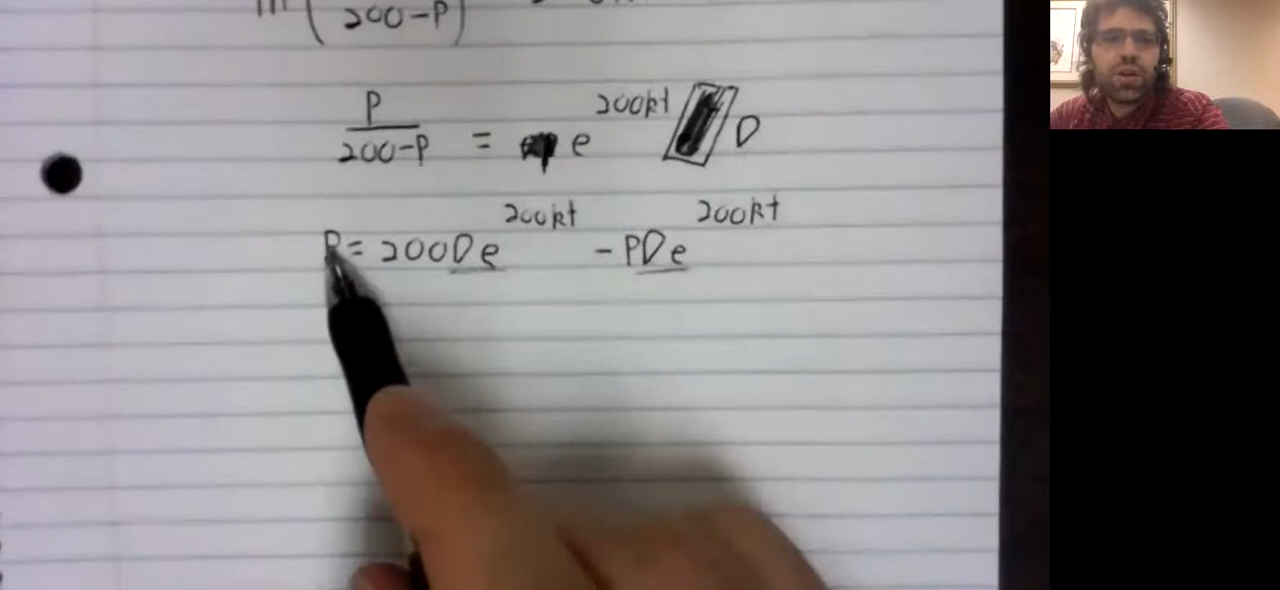 200-P
P/(200-P) = e^200kt D
P = 200De^200kt - PDe^200kt